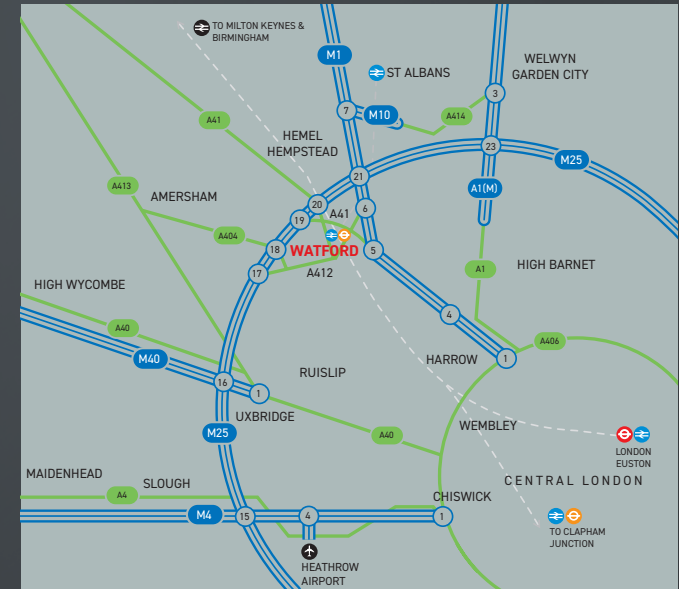 TO MILTON KEYNES &
BIRMINGHAM
M1
ST ALBANS
WELWYN
GARDEN CITY
3
7
M10
A414
A41
HEMEL
HEMPSTEAD
23
M25
21
A413
AMERSHAM
A1(M)
20
19
A41
6
A404
18
WATFORD
5
17
A412
A1
HIGH BARNET
HIGH WYCOMBE
A40
4
M40
HARROW
1
A406
RUISLIP
16
1
UXBRIDGE
M25
A40
WEMBLEY
LONDON
EUSTON
MAIDENHEAD
SLOUGH
CENTRAL LONDON
A4
CHISWICK
M4
15
4
1
TO CLAPHAM
JUNCTION
HEATHROW
AIRPORT